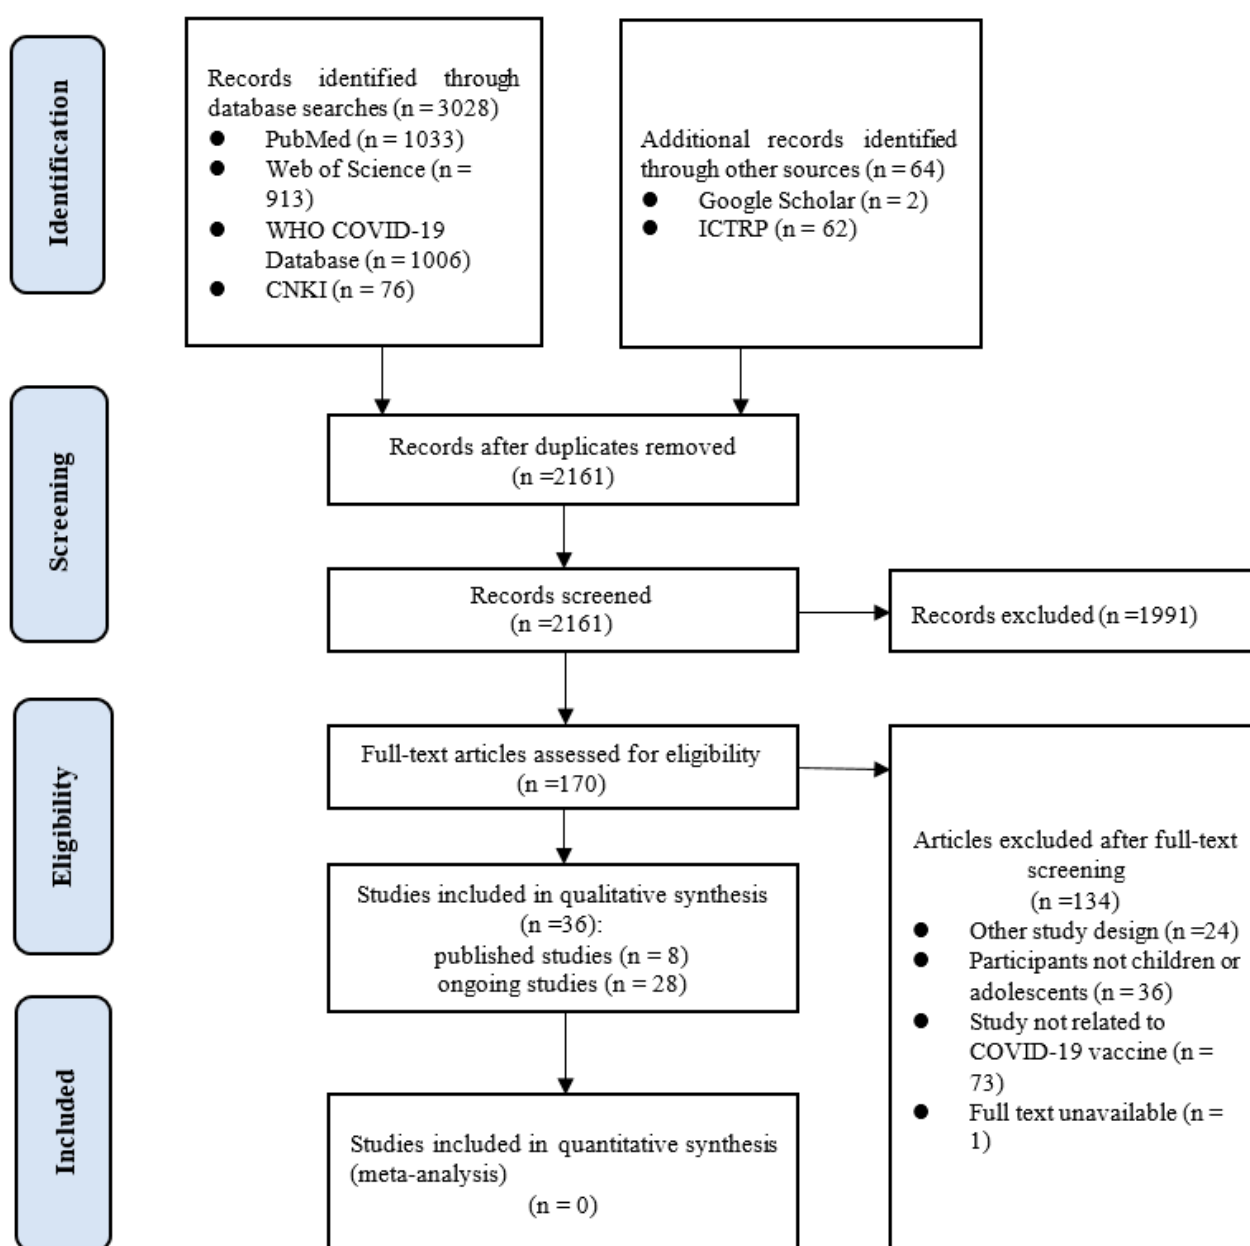 Identification
Records identified through
database searches (n = 3028)
● PubMed (n = 1033)
● Web of Science (n =
913)
● WHO COVID-19
Database (n = 1006)
● CNKI (n = 76)
Additional records identified
through other sources (n = 64)
● Google Scholar (n = 2)
● ICTRP (n = 62)
Screening
Records after duplicates removed
(n =2161)
Records screened
(n =2161)
Records excluded (n =1991)
Eligibility
Full-text articles assessed for eligibility
(n =170)
Articles excluded after full-text
screening
(n =134)
● Other study design (n =24)
● Participants not children or
adolescents (n = 36)
● Study not related to
COVID-19 vaccine (n =
73)
● Full text unavailable (n =
1)
Studies included in qualitative synthesis
(n =36):
published studies (n = 8)
ongoing studies (n = 28)
Included
Studies included in quantitative synthesis
(meta-analysis)
(n = 0)